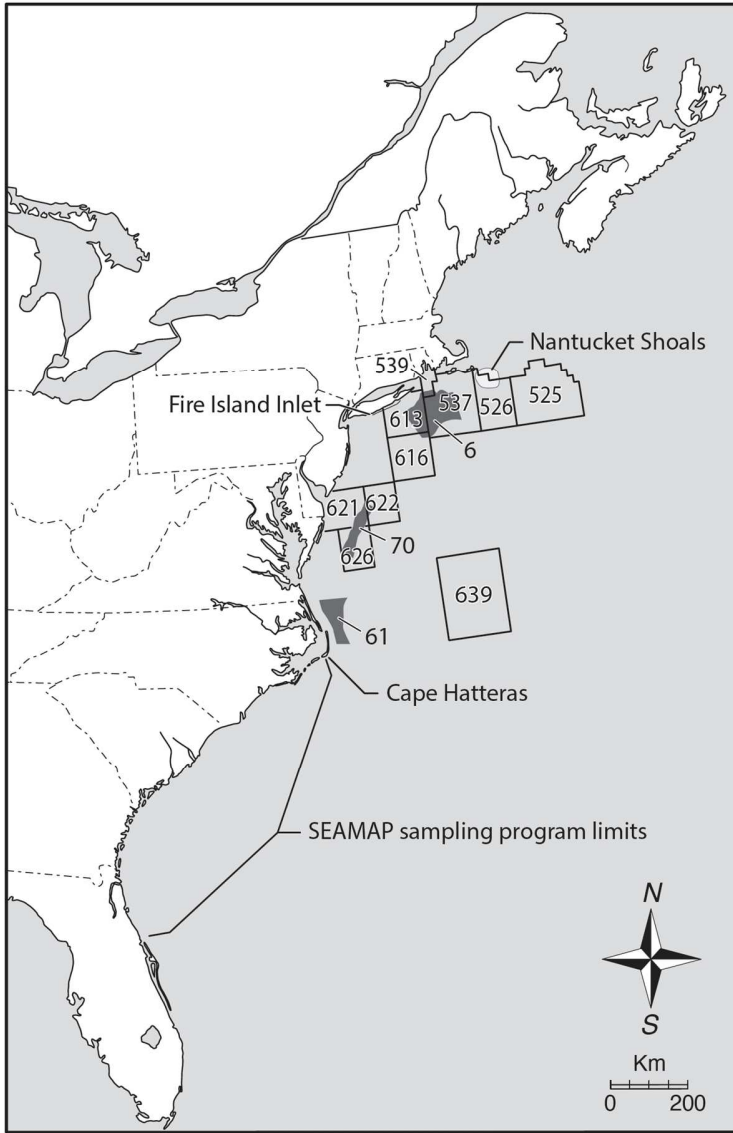 Nantucket Shoals
539
Fire Island Inlet
613
537
526
525
6
616
621
622
70
626
639
61
Cape Hatteras
SEAMAP sampling program limits
N
S
Km
0 200